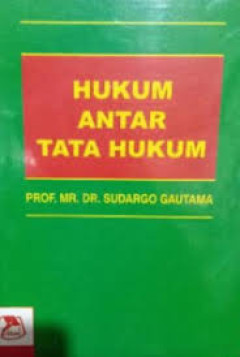 HUKUM
ANTAR
TATA HUKUM
PROF. MR. DR. SUDARGO GAUTAMA